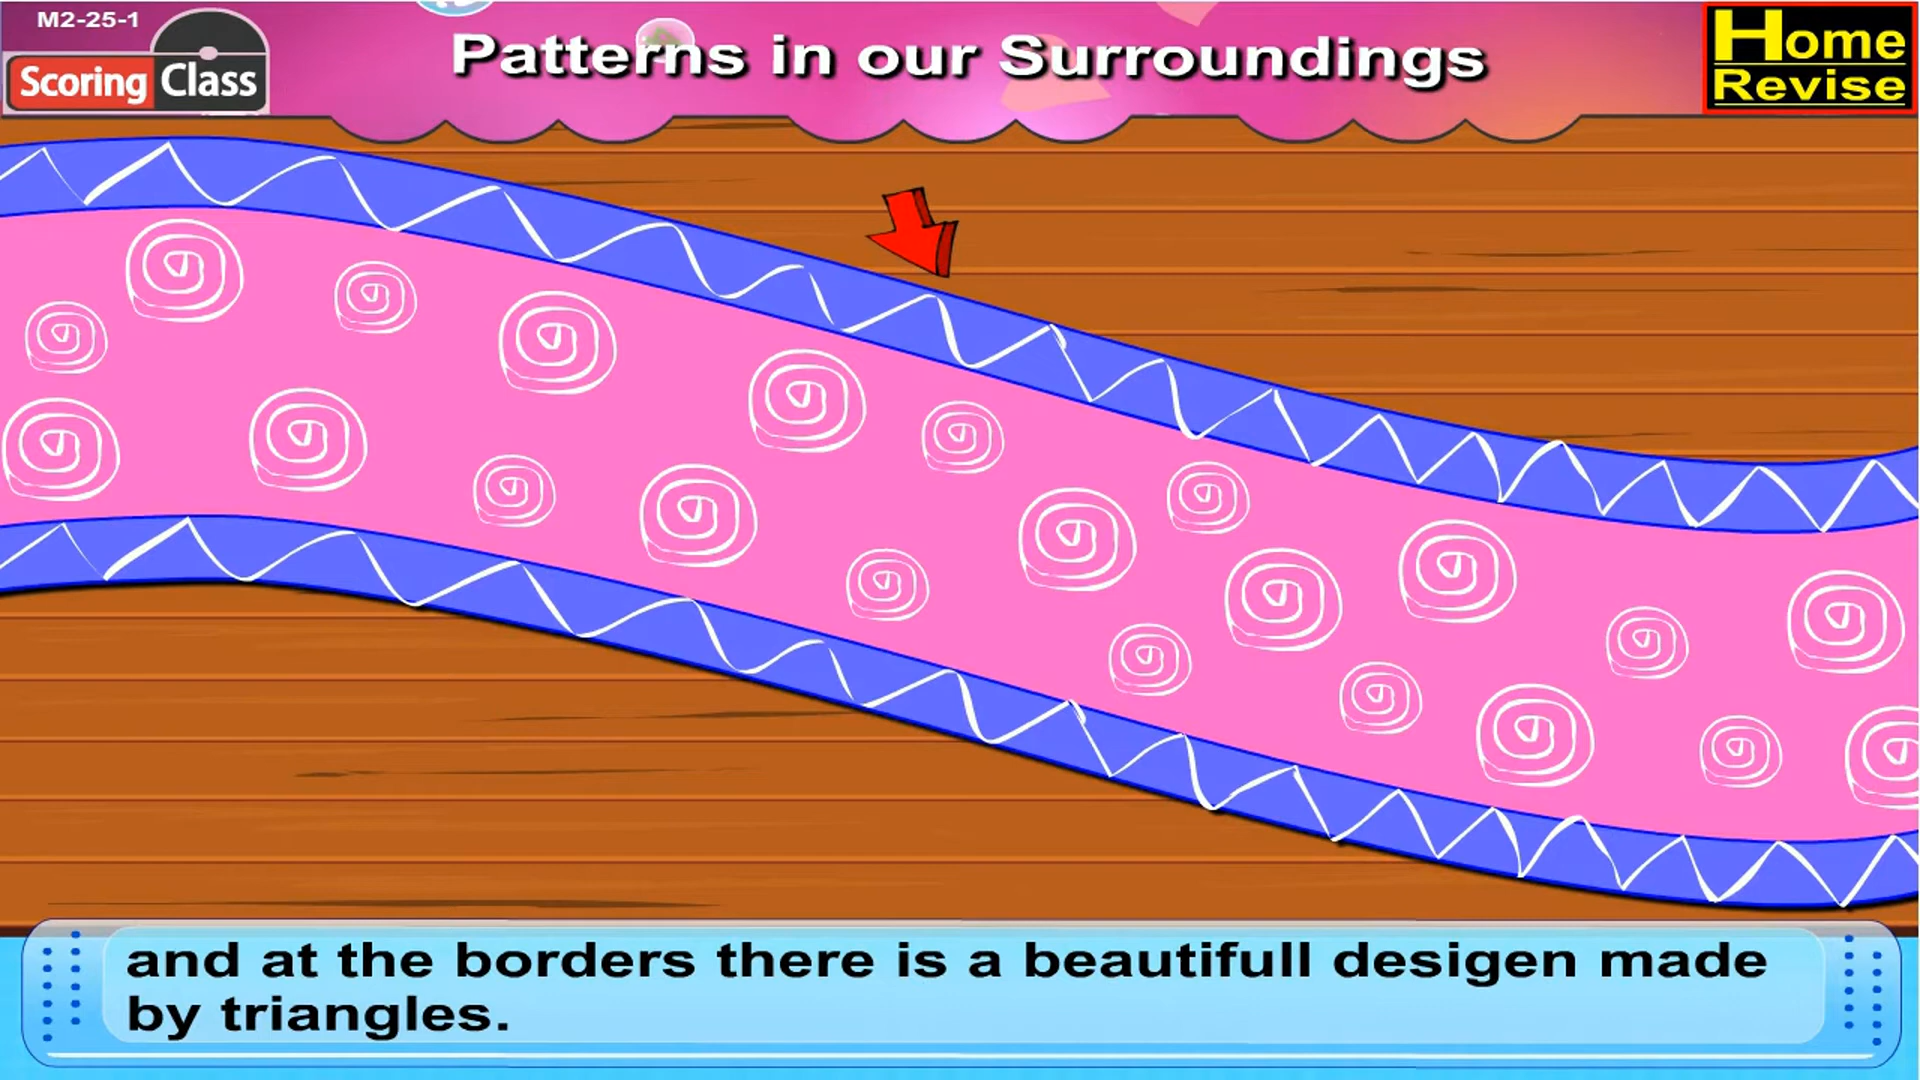 M2-25-1
Scoring Class
Patterns in our Surroundings
Home
Revise
and at the borders there is a beautifull desigen made
by triangles.